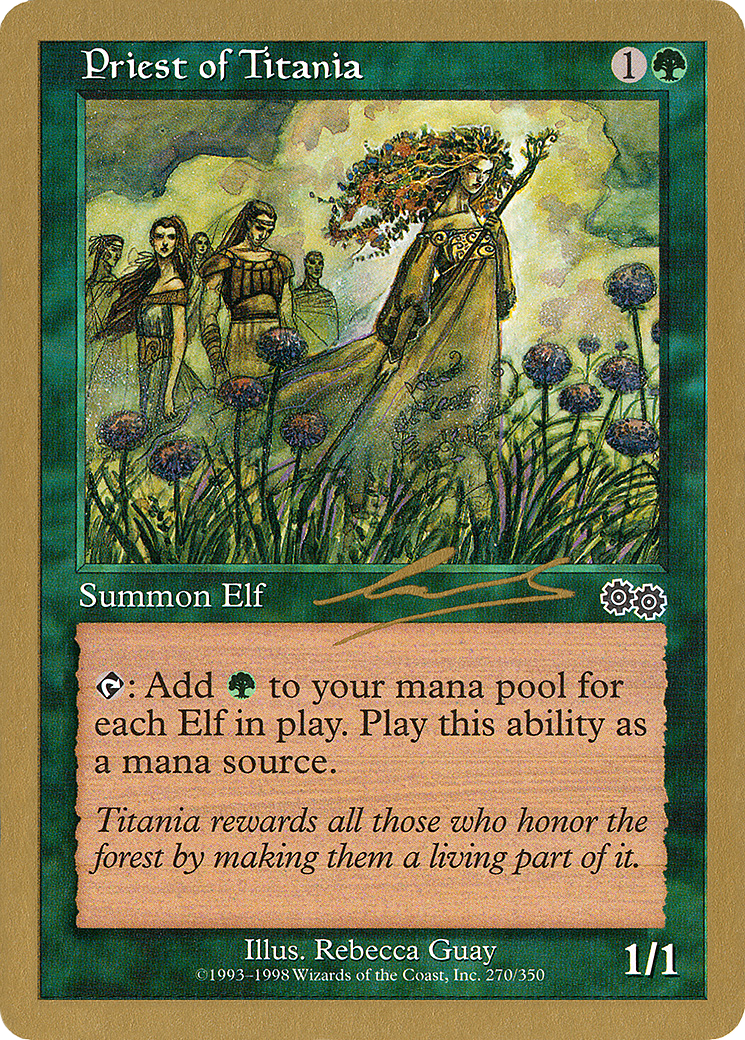 Priest of Titania 1
Summon Elf
: Add to your mana pool for
each Elf in play. Play this ability as
a mana source.
Titania rewards all those who honor the
forest by making them a living part of it.
Illus. Rebecca Guay
©1993–1998 Wizards of the Coast, Inc. 270/350
1/1